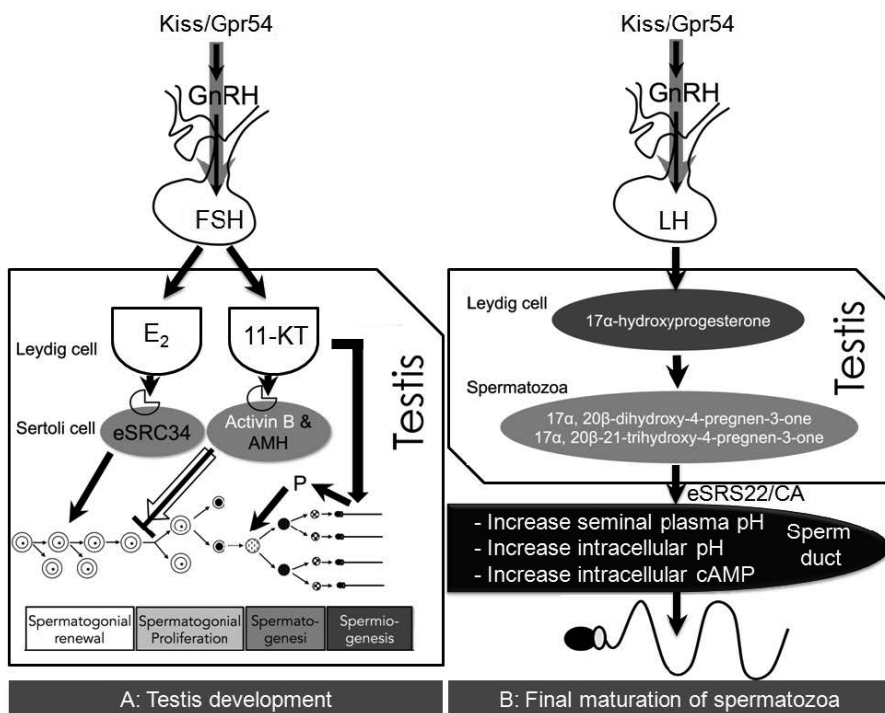 Kiss/Gpr54
GnRH
FSH
Testis
Leydig cell
E₂
11-KT
Sertoli cell
eSRC34
Activin B &
AMH
P
Spermatogonial
renewal
Spermatogonial
Proliferation
Spermato-
genesi
Spermio-
genesis
A: Testis development
Kiss/Gpr54
GnRH
LH
Testis
Leydig cell
17α-hydroxyprogesterone
Spermatozoa
17α, 20β-dihydroxy-4-pregnen-3-one
17α, 20β-21-trihydroxy-4-pregnen-3-one
eSRS22/CA
- Increase seminal plasma pH
- Increase intracellular pH
- Increase intracellular cAMP
Sperm
duct
B: Final maturation of spermatozoa